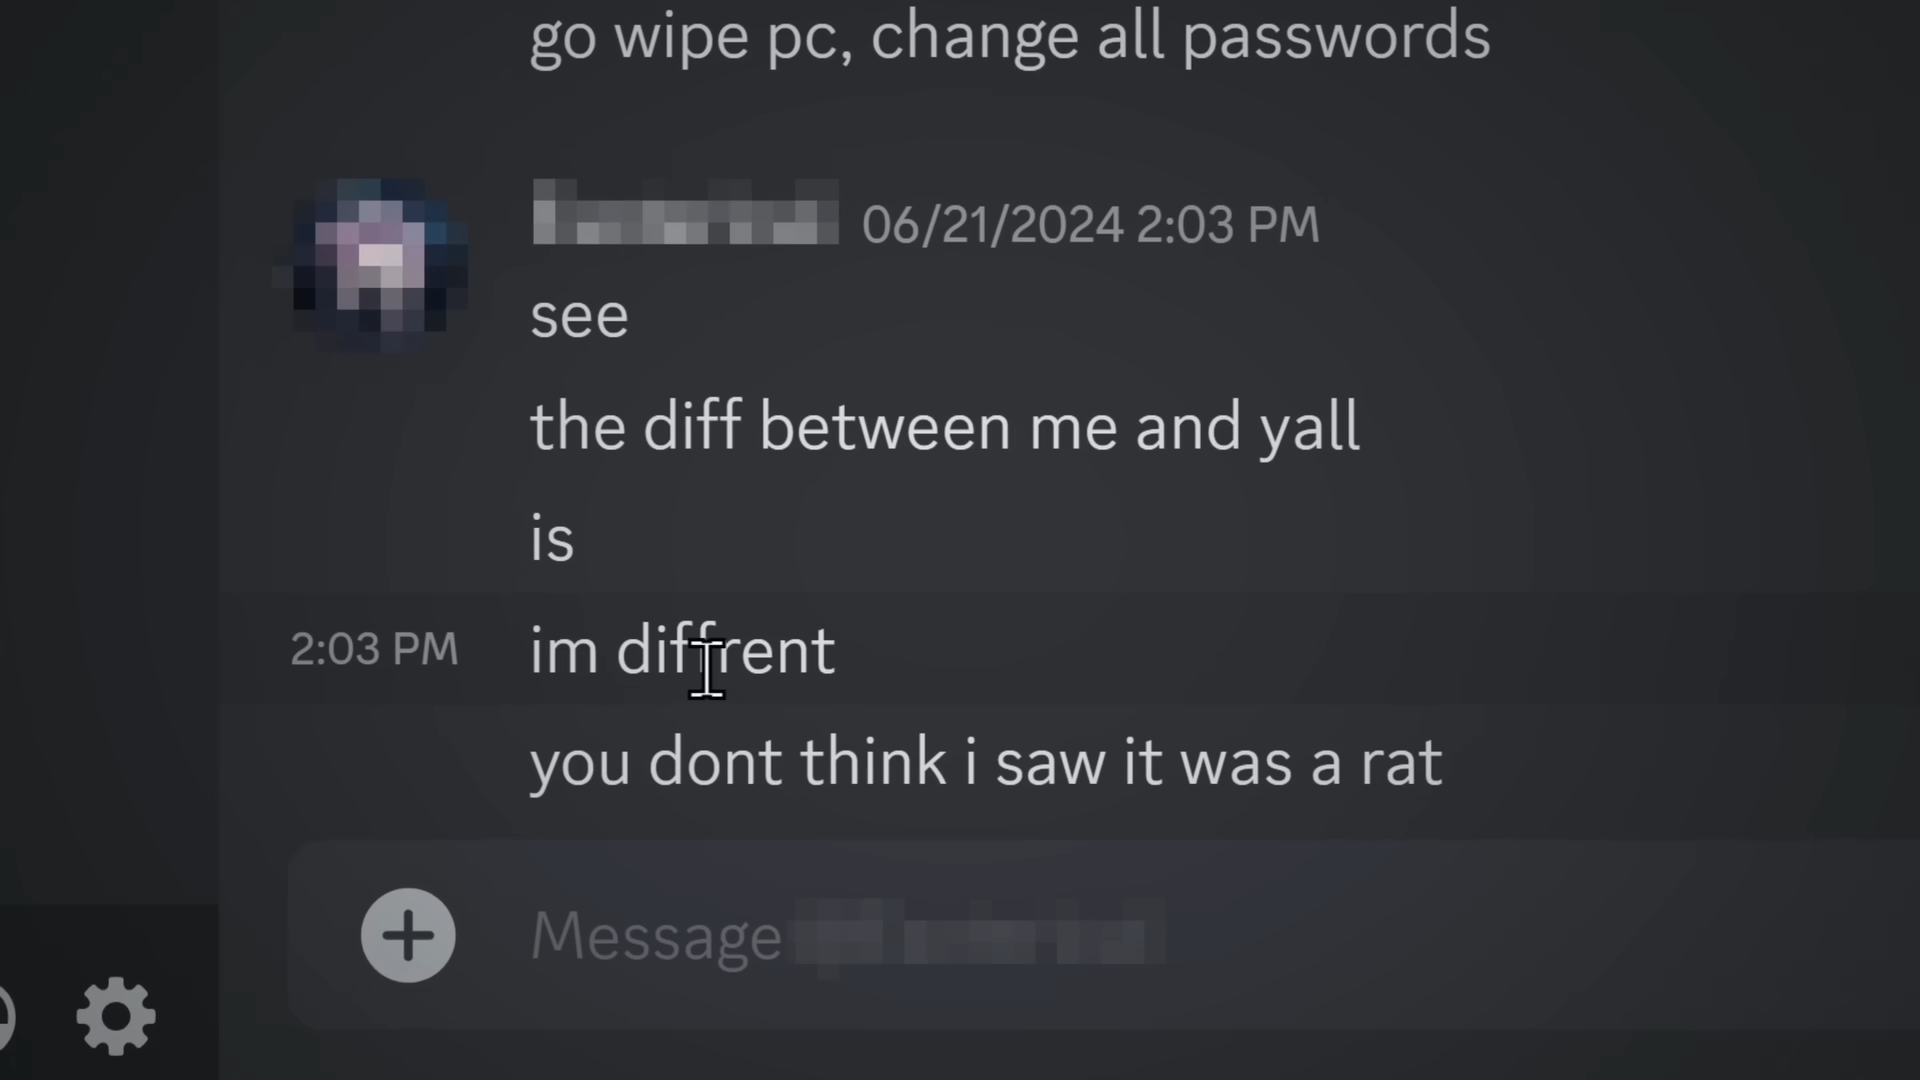 go wipe pc, change all passwords
06/21/2024 2:03 PM
see
the diff between me and yall
is
2:03 PM im diffrent
you dont think i saw it was a rat
Message